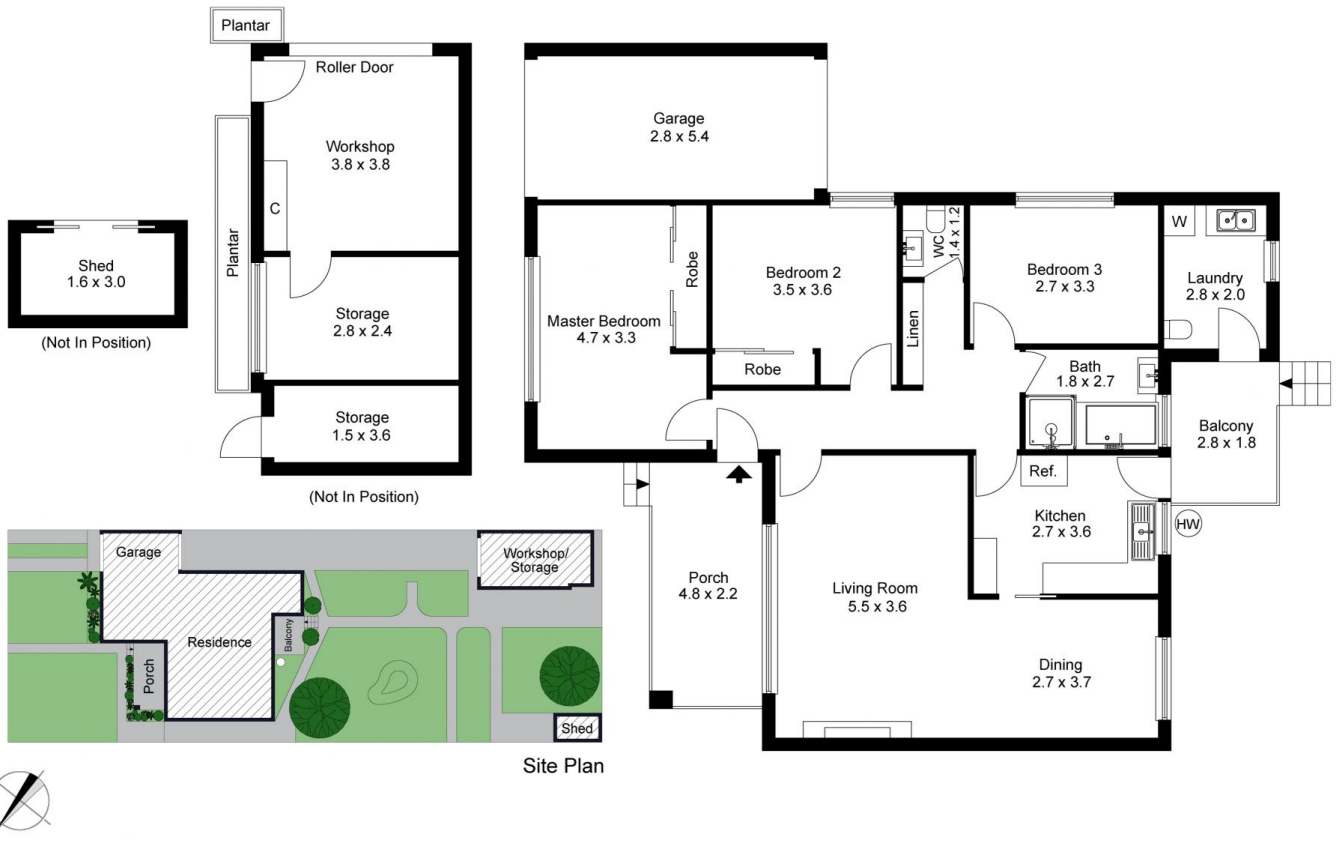 Plantar
Roller Door
Workshop
3.8 x 3.8
C
Plantar
Shed
1.6 x 3.0
(Not In Position)
Storage
2.8 x 2.4
Storage
1.5 x 3.6
(Not In Position)
Garage
2.8 x 5.4
Master Bedroom
4.7 x 3.3
Robe
Bedroom 2
3.5 x 3.6
Robe
WC
1.4 x 1.2
Linen
Bedroom 3
2.7 x 3.3
W
Laundry
2.8 x 2.0
Bath
1.8 x 2.7
Balcony
2.8 x 1.8
Ref.
Kitchen
2.7 x 3.6
HW
Porch
4.8 x 2.2
Living Room
5.5 x 3.6
Dining
2.7 x 3.7
Garage
Workshop/
Storage
Residence
Balcony
Porch
Shed
Site Plan